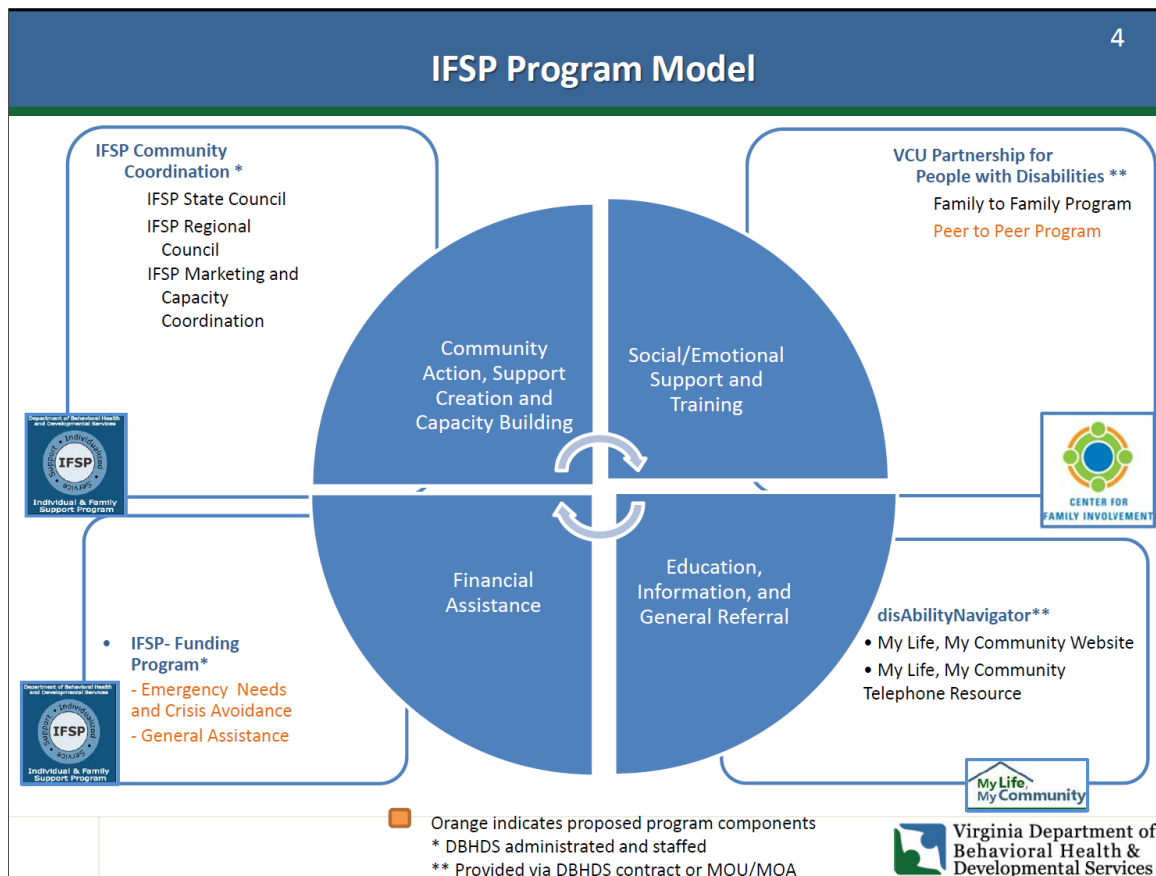 4
IFSP Program Model
IFSP Community
Coordination *
IFSP State Council
IFSP Regional
Council
IFSP Marketing and
Capacity
Coordination
VCU Partnership for
People with Disabilities **
Family to Family Program
Peer to Peer Program
Community
Action, Support
Creation and
Capacity Building
Social/Emotional
Support and
Training
Department of Behavioral Health
and Developmental Services
Individualized
Support
IFSP
Service
Individual & Family
Support Program
CENTER FOR
FAMILY INVOLVEMENT
Financial
Assistance
Education,
Information, and
General Referral
• IFSP- Funding
Program*
- Emergency Needs
and Crisis Avoidance
- General Assistance
Department of Behavioral Health
and Developmental Services
Individualized
Support
IFSP
Service
Individual & Family
Support Program
disAbilityNavigator**
• My Life, My Community Website
• My Life, My Community
Telephone Resource
My Life,
My Community
Orange indicates proposed program components
* DBHDS administrated and staffed
** Provided via DBHDS contract or MOU/MOA
Virginia Department of
Behavioral Health &
Developmental Services